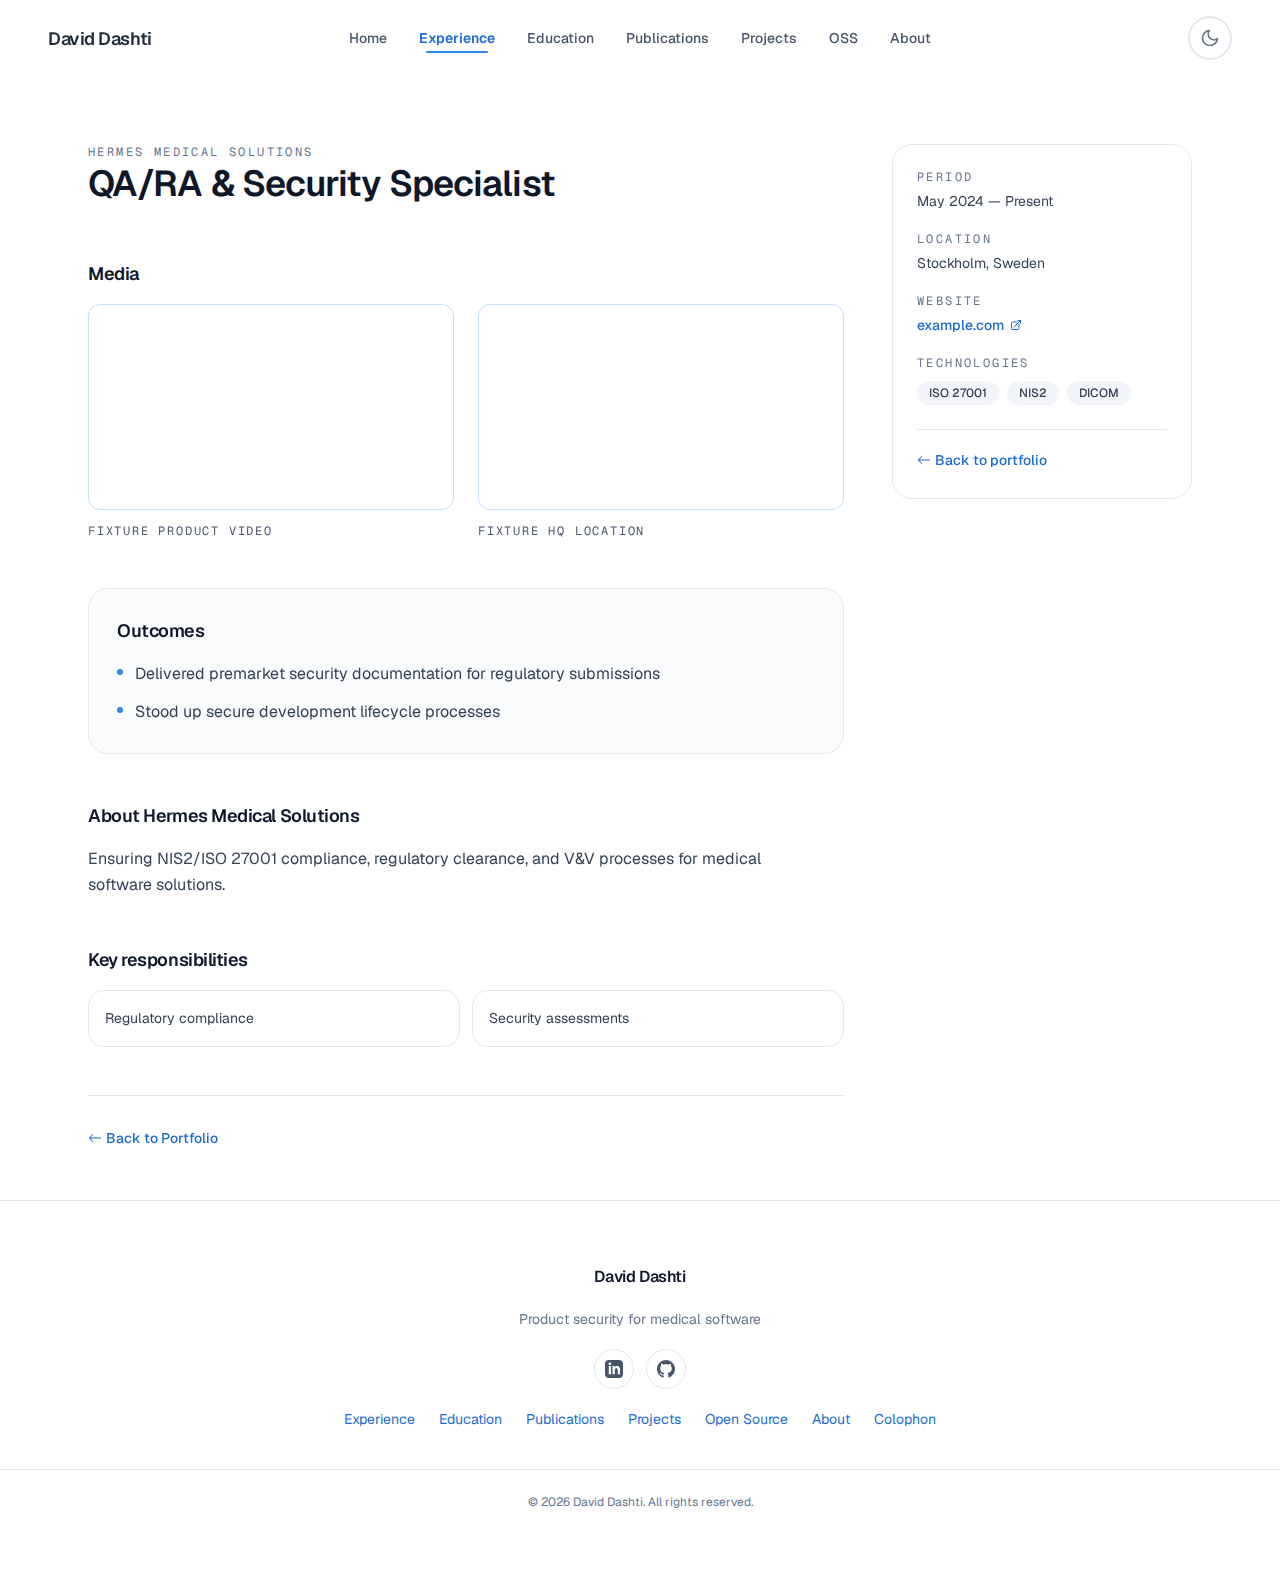 David Dashti
Home
Experience
Education
Publications
Projects
OSS
About
HERMES MEDICAL SOLUTIONS
QA/RA & Security Specialist
Media
FIXTURE PRODUCT VIDEO
FIXTURE HQ LOCATION
Outcomes
Delivered premarket security documentation for regulatory submissions
Stood up secure development lifecycle processes
About Hermes Medical Solutions
Ensuring NIS2/ISO 27001 compliance, regulatory clearance, and V&V processes for medical
software solutions.
Key responsibilities
Regulatory compliance
Security assessments
← Back to Portfolio
PERIOD
May 2024 — Present
LOCATION
Stockholm, Sweden
WEBSITE
example.com
TECHNOLOGIES
ISO 27001
NIS2
DICOM
← Back to portfolio
David Dashti
Product security for medical software
Experience
Education
Publications
Projects
Open Source
About
Colophon
© 2026 David Dashti. All rights reserved.